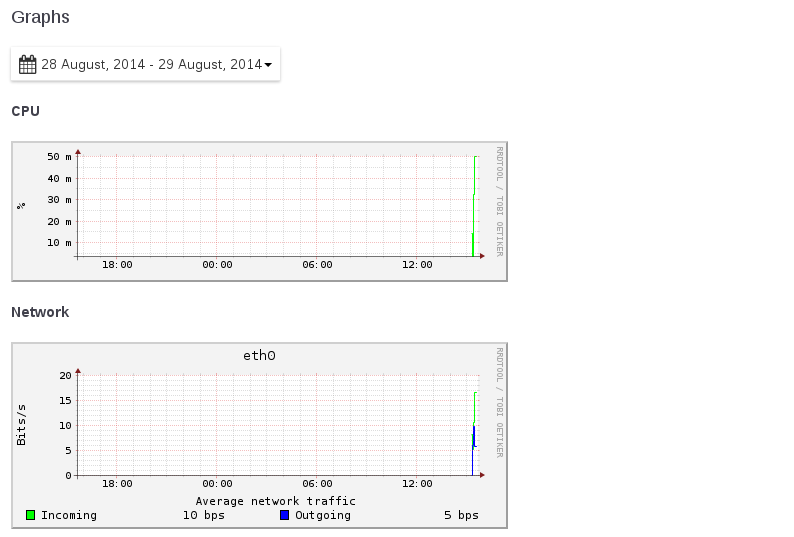 Graphs
28 August, 2014 - 29 August, 2014
CPU
50 m
40 m
30 m
20 m
10 m
%
18:00 00:00 06:00 12:00
RRDTOOL / TOBI OETIKER
Network
eth0
20
15
10
5
0
Bits/s
18:00 00:00 06:00 12:00
RRDTOOL / TOBI OETIKER
Average network traffic
Incoming 10 bps Outgoing 5 bps